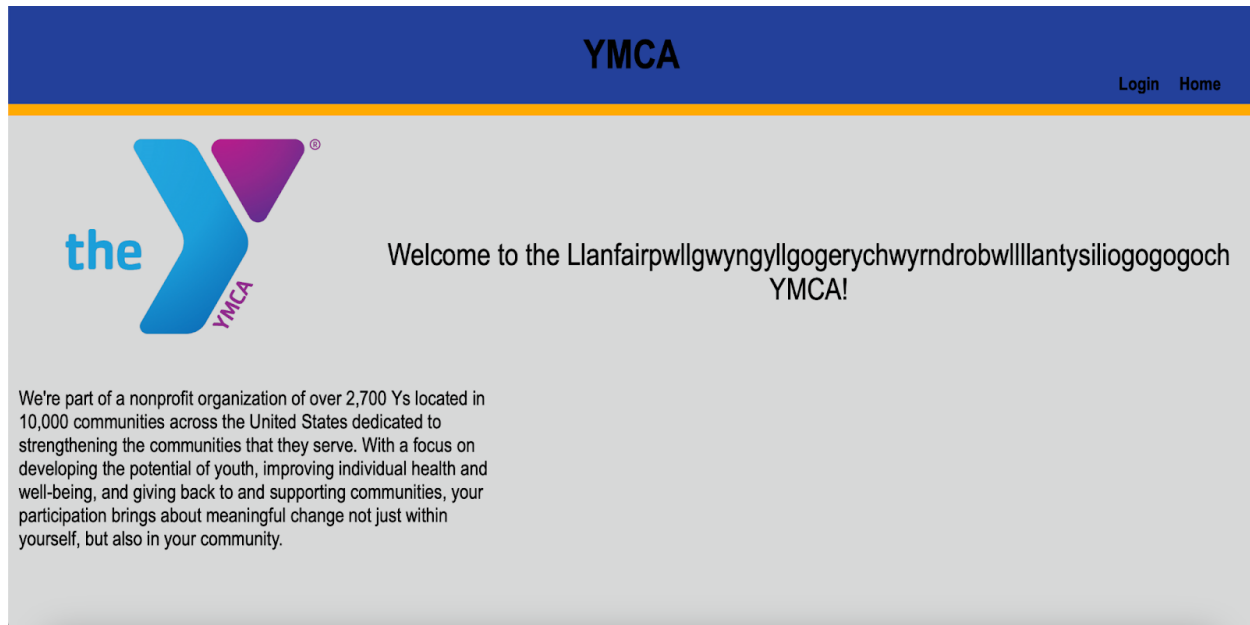 YMCA
Login Home
the
®
YMCA
Welcome to the Llanfairpwllgwyngyllgogerychwyrndrobwllllantysiliogogogoch
YMCA!
We're part of a nonprofit organization of over 2,700 Ys located in
10,000 communities across the United States dedicated to
strengthening the communities that they serve. With a focus on
developing the potential of youth, improving individual health and
well-being, and giving back to and supporting communities, your
participation brings about meaningful change not just within
yourself, but also in your community.